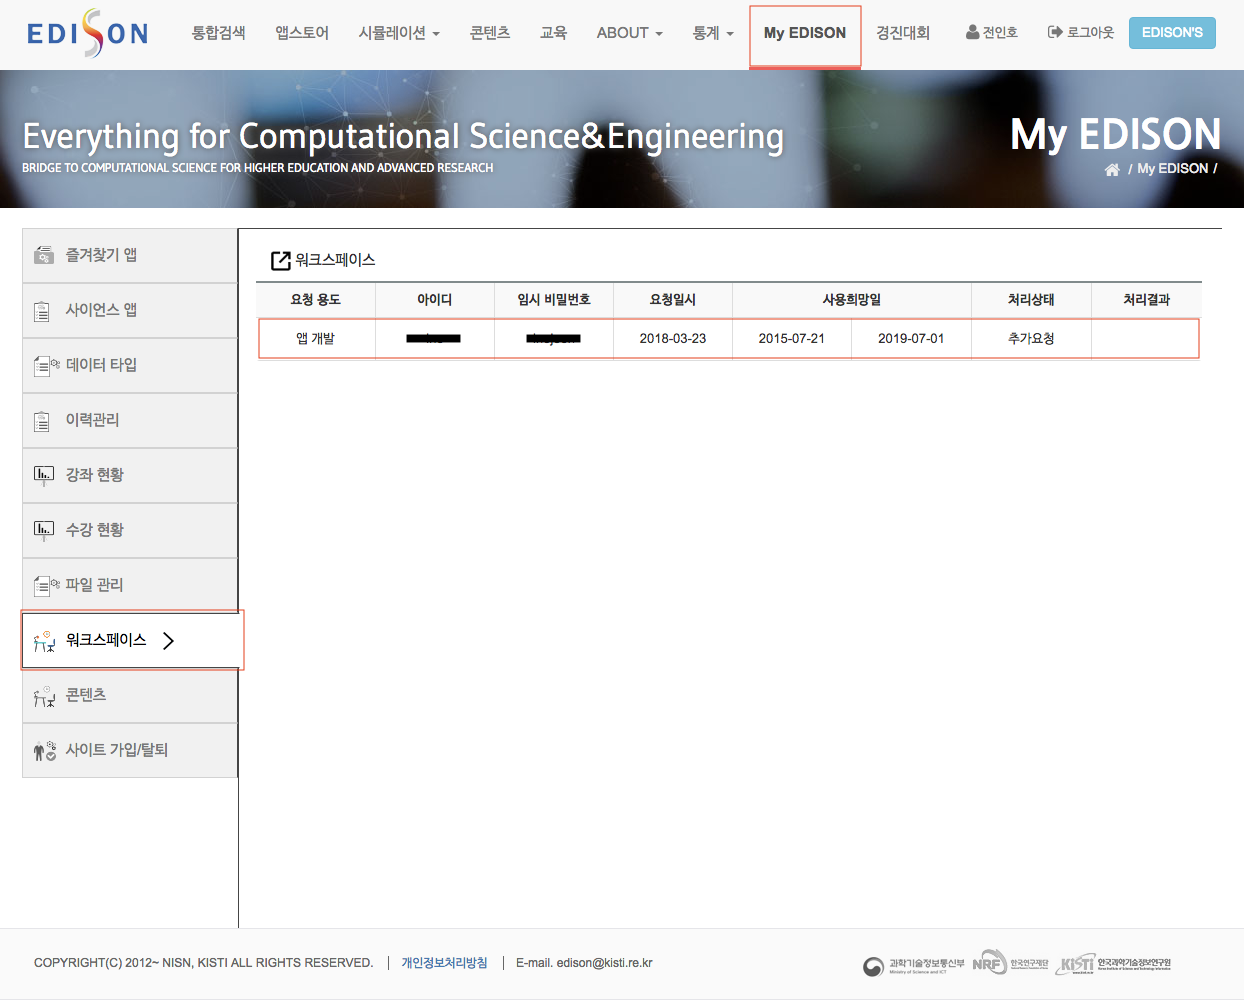 EDISON
통합검색 앱스토어 시뮬레이션 콘텐츠 교육 ABOUT 통계 My EDISON 경진대회 전인호 로그아웃 EDISON'S
Everything for Computational Science&Engineering
BRIDGE TO COMPUTATIONAL SCIENCE FOR HIGHER EDUCATION AND ADVANCED RESEARCH
My EDISON
/ My EDISON /
즐겨찾기 앱
사이언스 앱
데이터 타입
이력관리
강좌 현황
수강 현황
파일 관리
워크스페이스
콘텐츠
사이트 가입/탈퇴
워크스페이스
요청 용도 아이디 임시 비밀번호 요청일시 사용희망일 처리상태 처리결과
앱 개발 2018-03-23 2015-07-21 2019-07-01 추가요청
COPYRIGHT(C) 2012~ NISN, KISTI ALL RIGHTS RESERVED. | 개인정보처리방침 | E-mail. edison@kisti.re.kr
과학기술정보통신부
Ministry of Science and ICT
NRF 한국연구재단
KiSTi 한국과학기술정보연구원